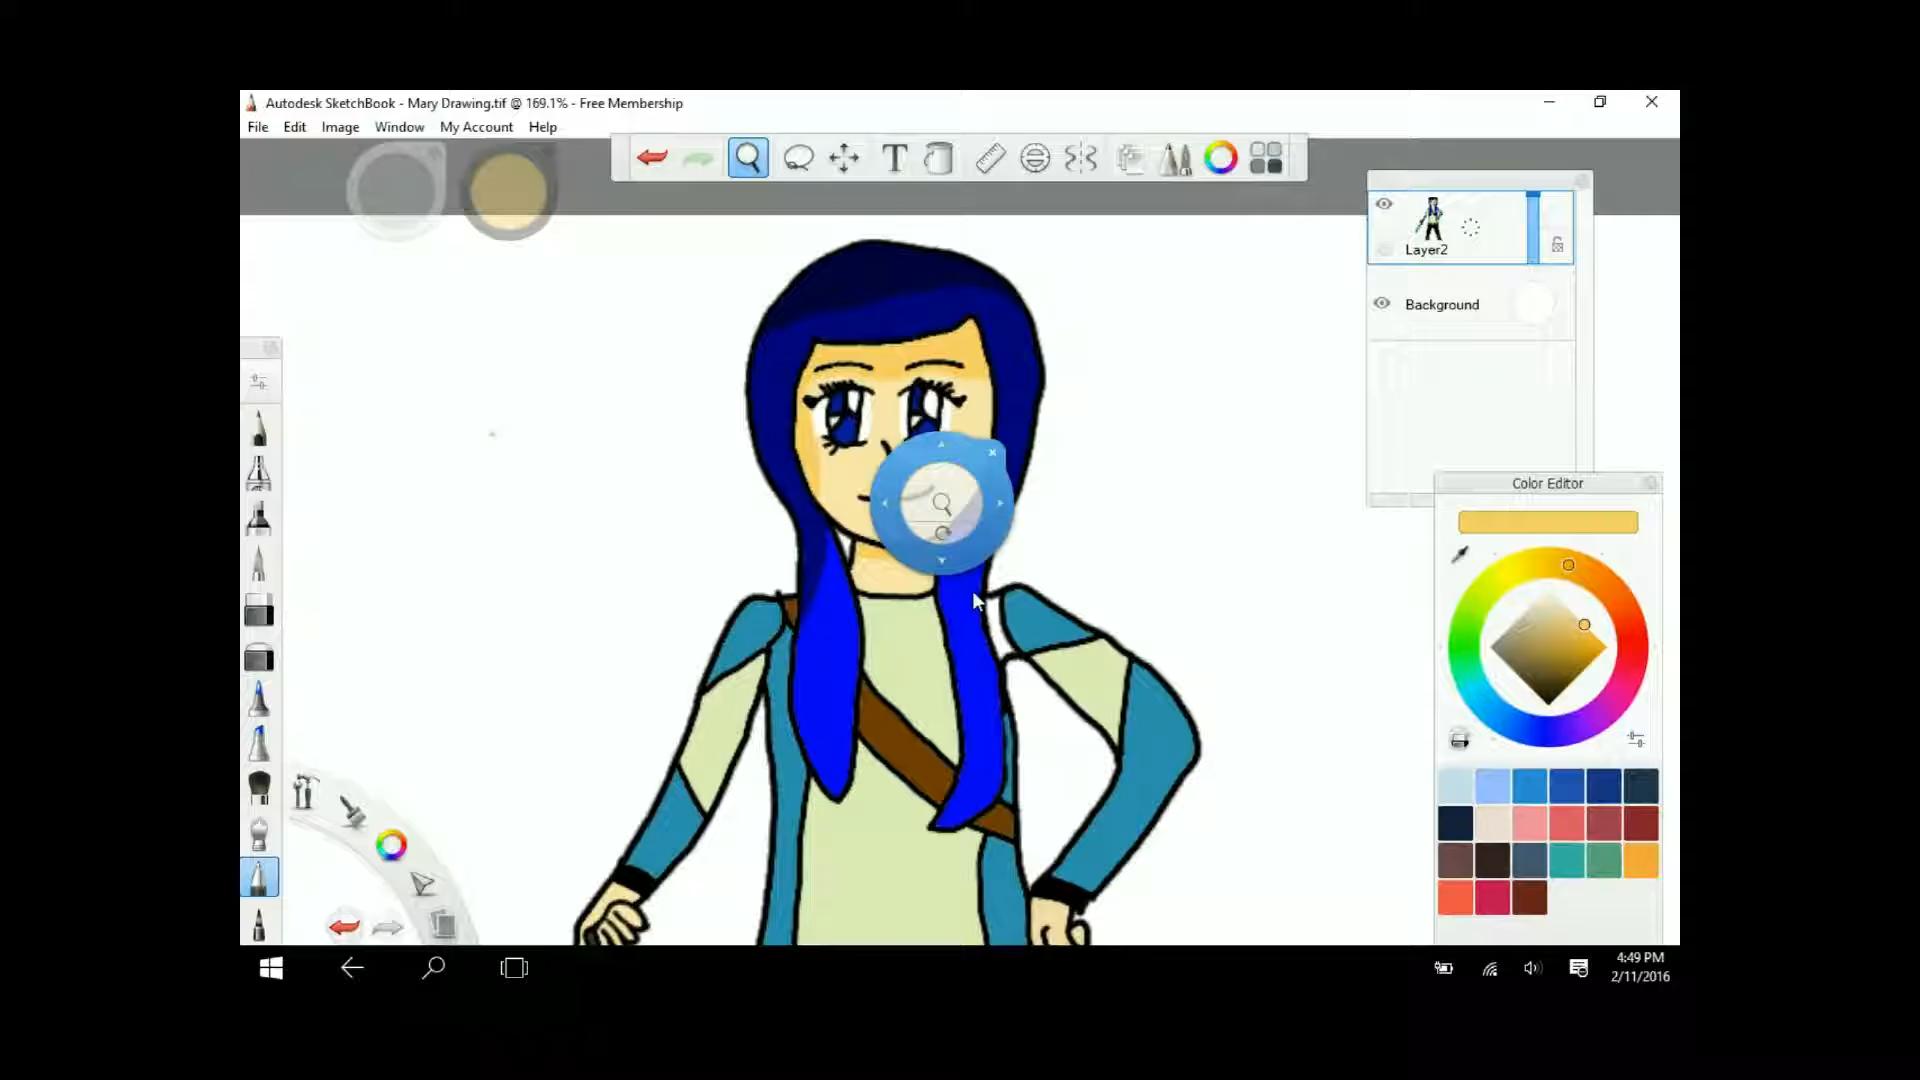 Autodesk SketchBook - Mary Drawing.tif @ 169.1% - Free Membership
File Edit Image Window My Account Help
T
Layer2
Background
Color Editor
4:49 PM
2/11/2016